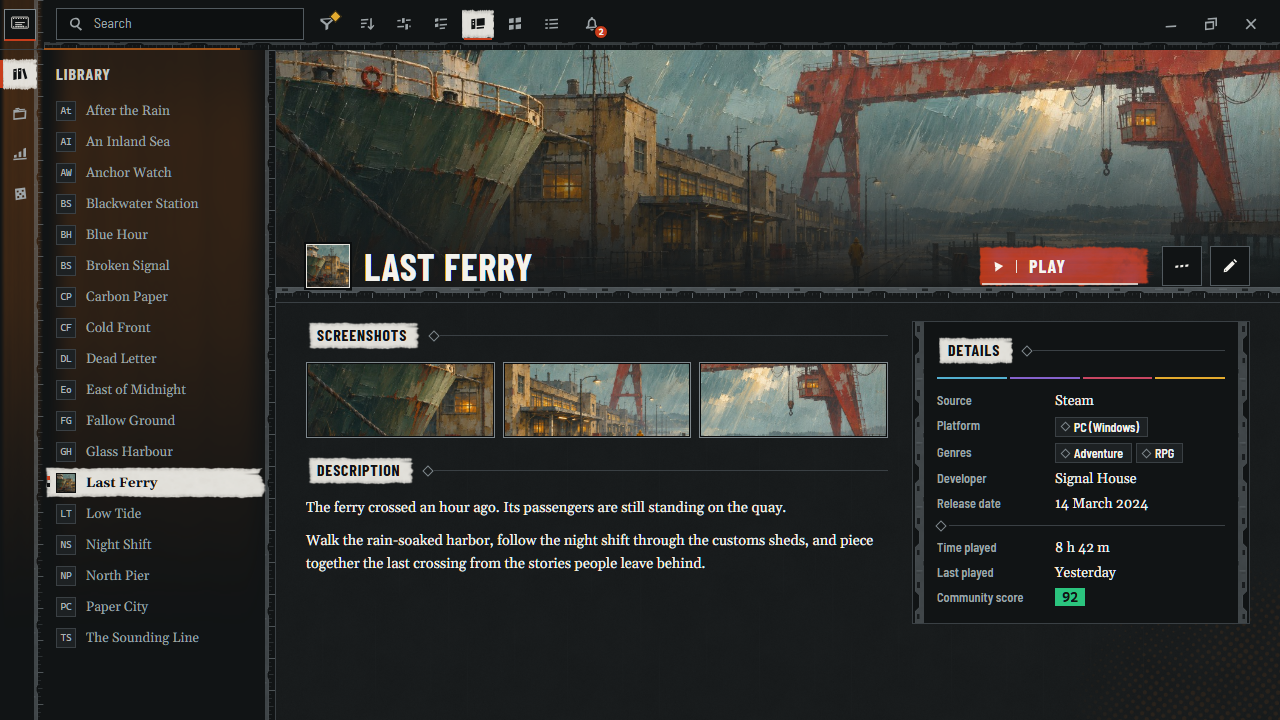 Search
2
LIBRARY
At After the Rain
AI An Inland Sea
AW Anchor Watch
BS Blackwater Station
BH Blue Hour
BS Broken Signal
CP Carbon Paper
CF Cold Front
DL Dead Letter
Eo East of Midnight
FG Fallow Ground
GH Glass Harbour
Last Ferry
LT Low Tide
NS Night Shift
NP North Pier
PC Paper City
TS The Sounding Line
LAST FERRY
PLAY
SCREENSHOTS
DESCRIPTION
The ferry crossed an hour ago. Its passengers are still standing on the quay.
Walk the rain-soaked harbor, follow the night shift through the customs sheds, and piece
together the last crossing from the stories people leave behind.
DETAILS
Source Steam
Platform PC (Windows)
Genres Adventure RPG
Developer Signal House
Release date 14 March 2024
Time played 8 h 42 m
Last played Yesterday
Community score 92